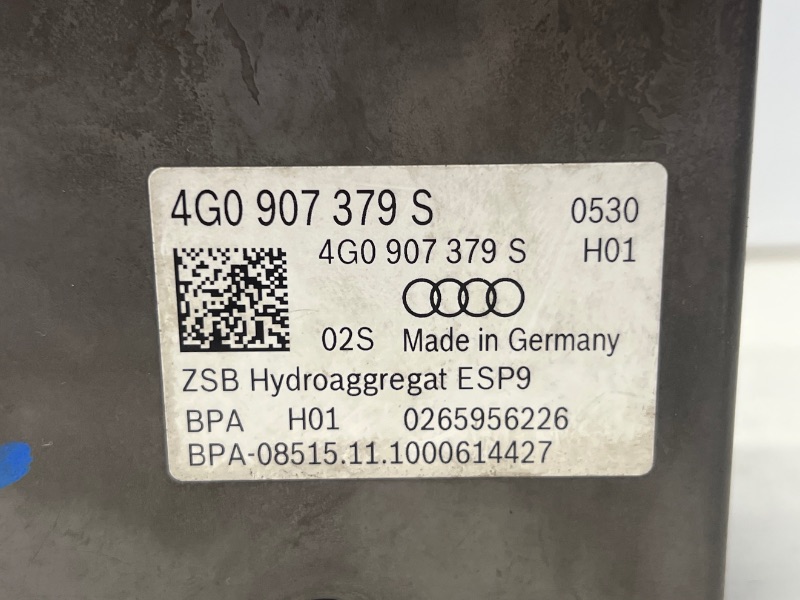 4G0 907 379 S 0530
4G0 907 379 S H01
02S Made in Germany
ZSB Hydroaggregat ESP9
BPA H01 0265956226
BPA-08515.11.1000614427